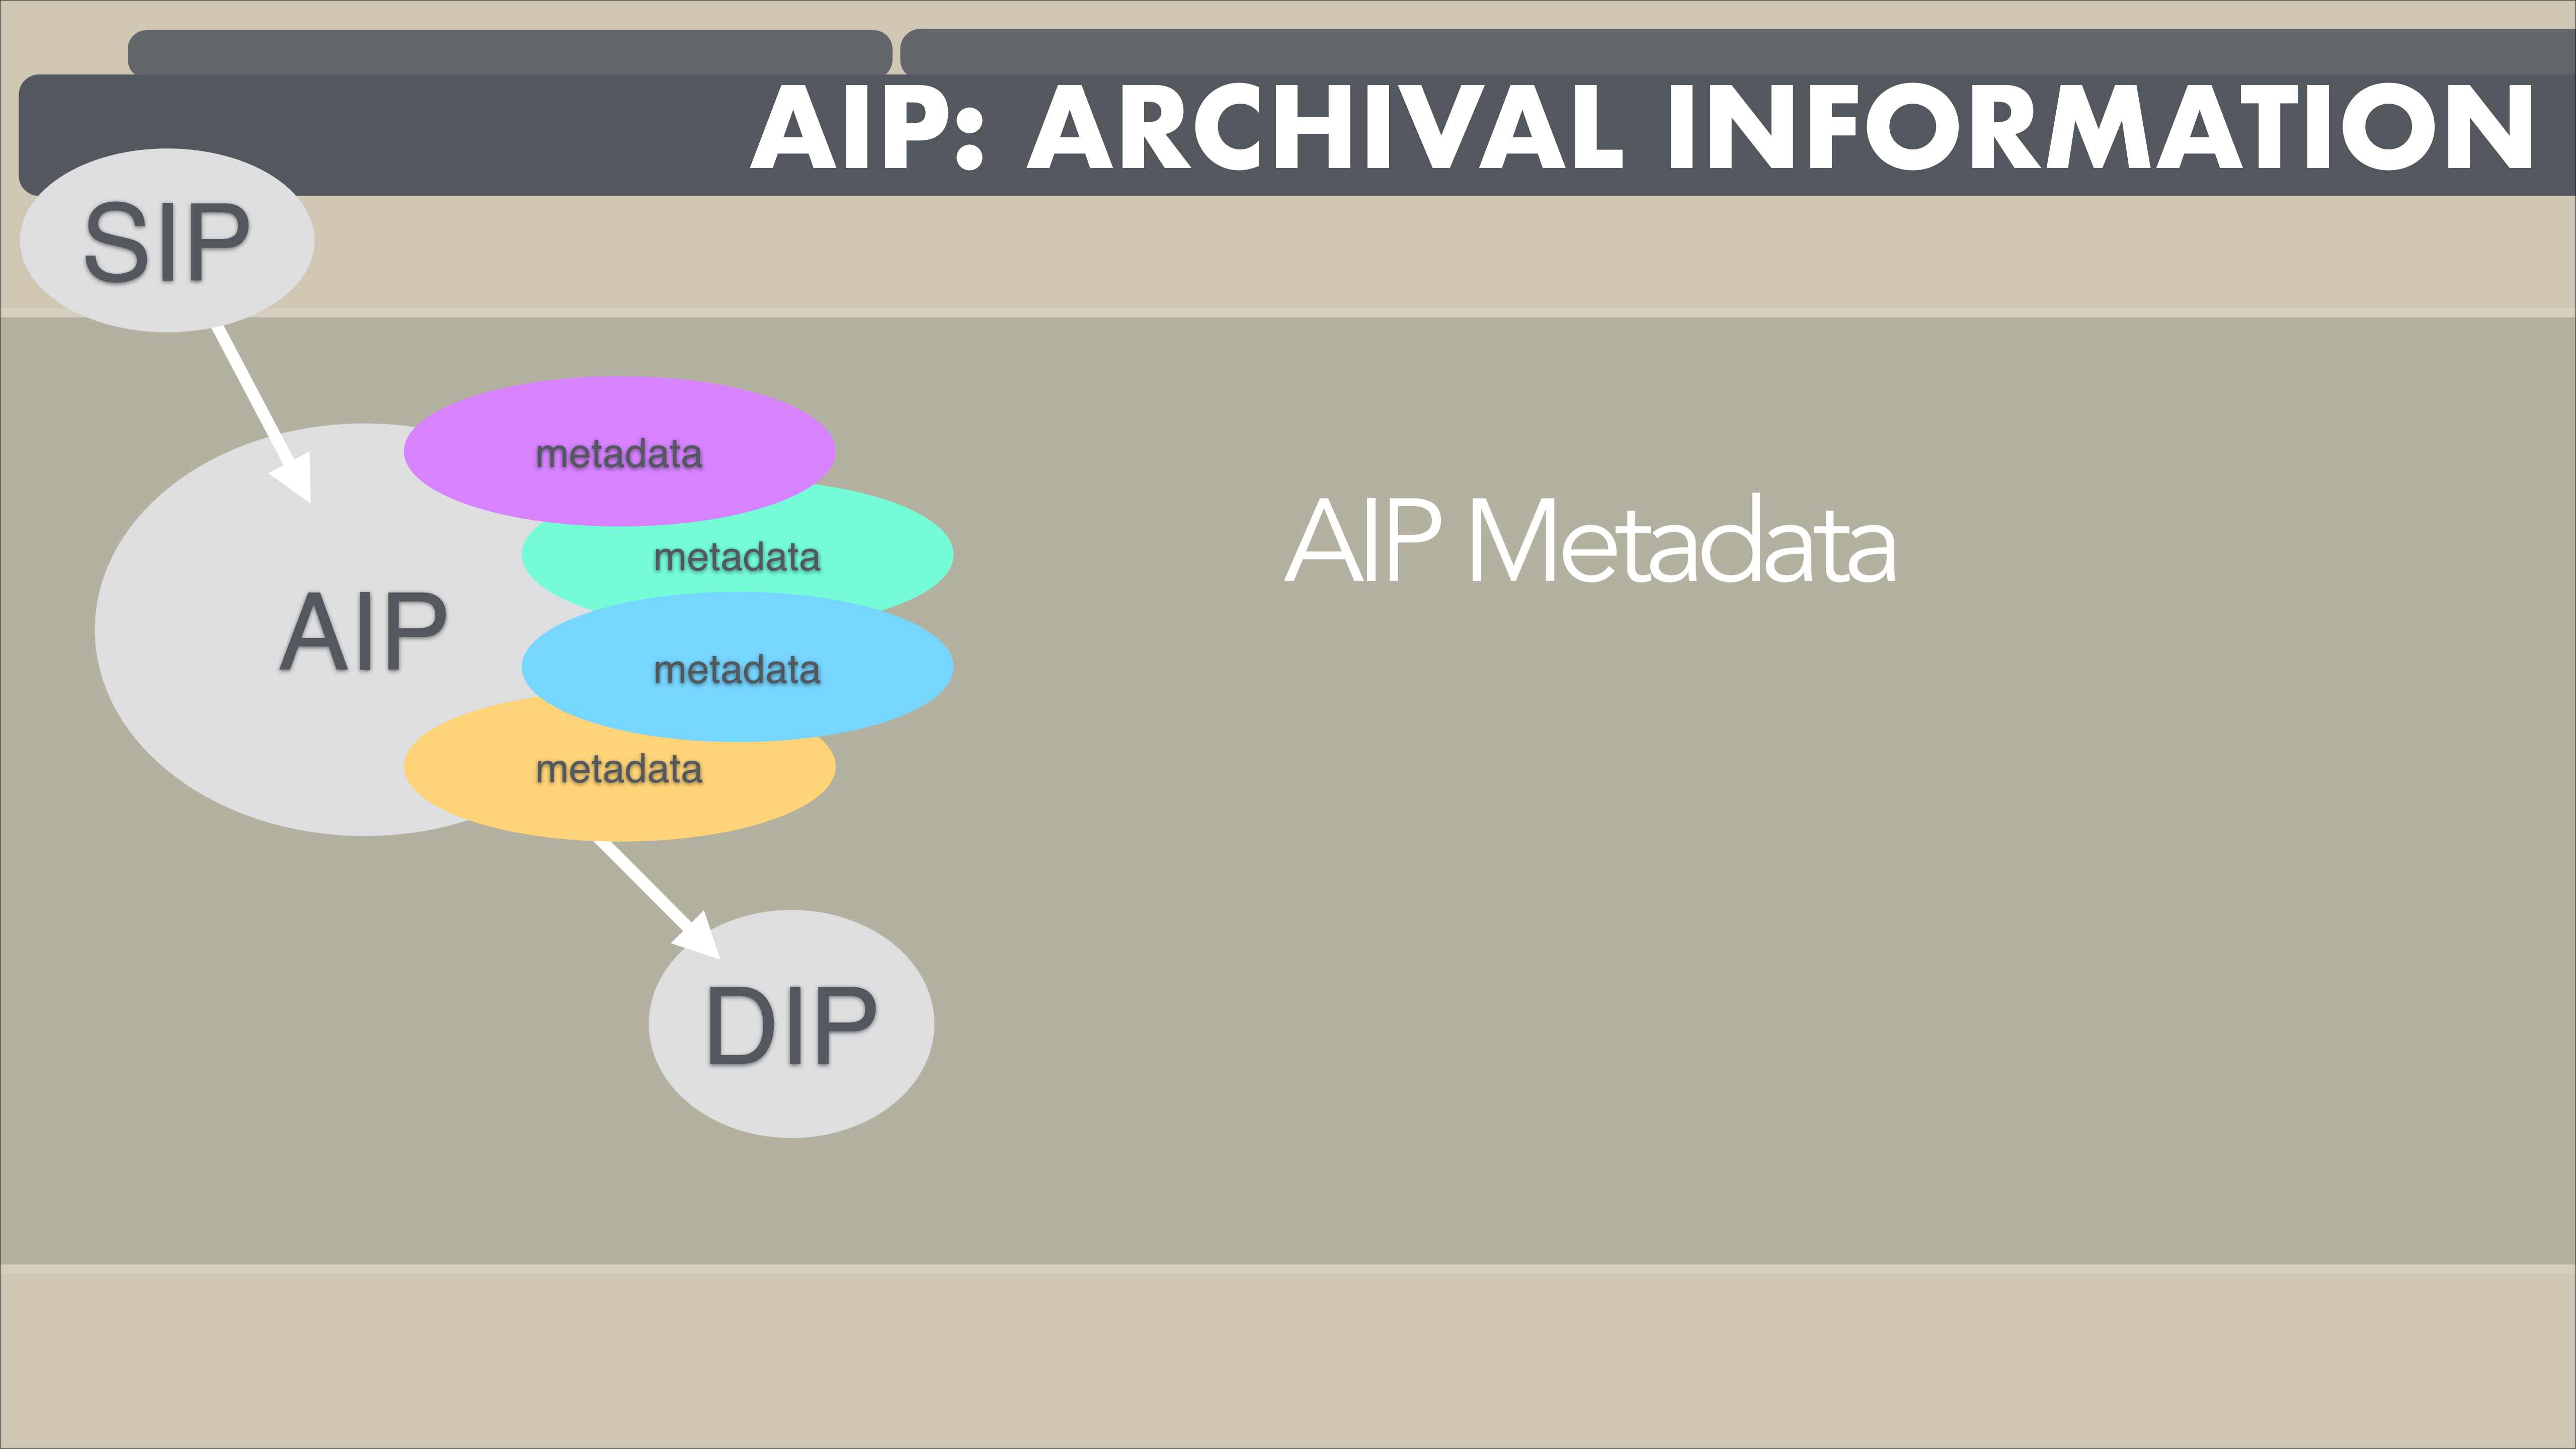 AIP: ARCHIVAL INFORMATION
SIP
metadata
metadata
AIP Metadata
AIP
metadata
metadata
DIP